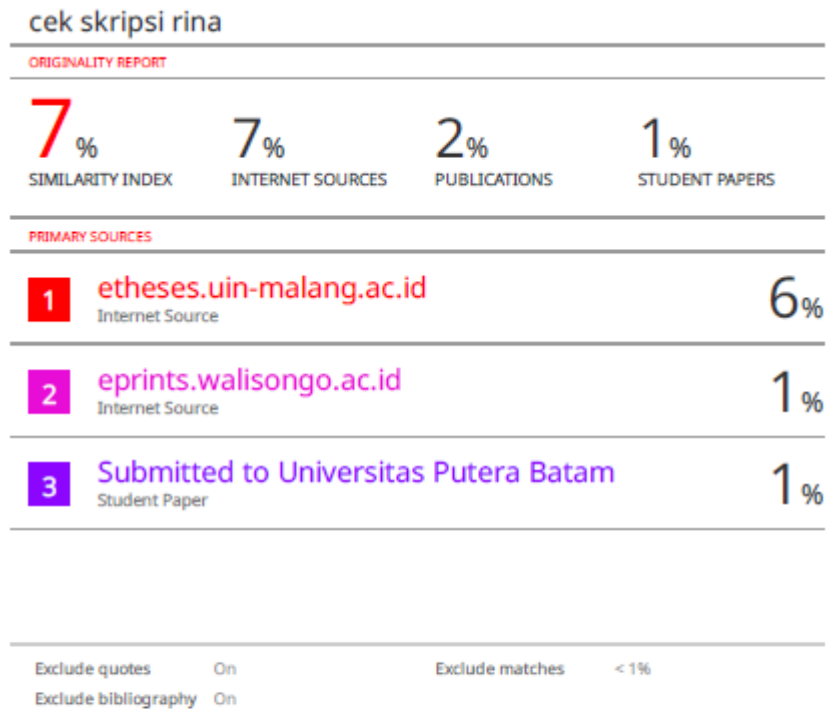 cek skripsi rina
ORIGINALITY REPORT
7% 7% 2% 1%
SIMILARITY INDEX INTERNET SOURCES PUBLICATIONS STUDENT PAPERS
PRIMARY SOURCES
1 etheses.uin-malang.ac.id 6%
Internet Source
2 eprints.walisongo.ac.id 1%
Internet Source
3 Submitted to Universitas Putera Batam 1%
Student Paper
Exclude quotes On Exclude matches < 1%
Exclude bibliography On